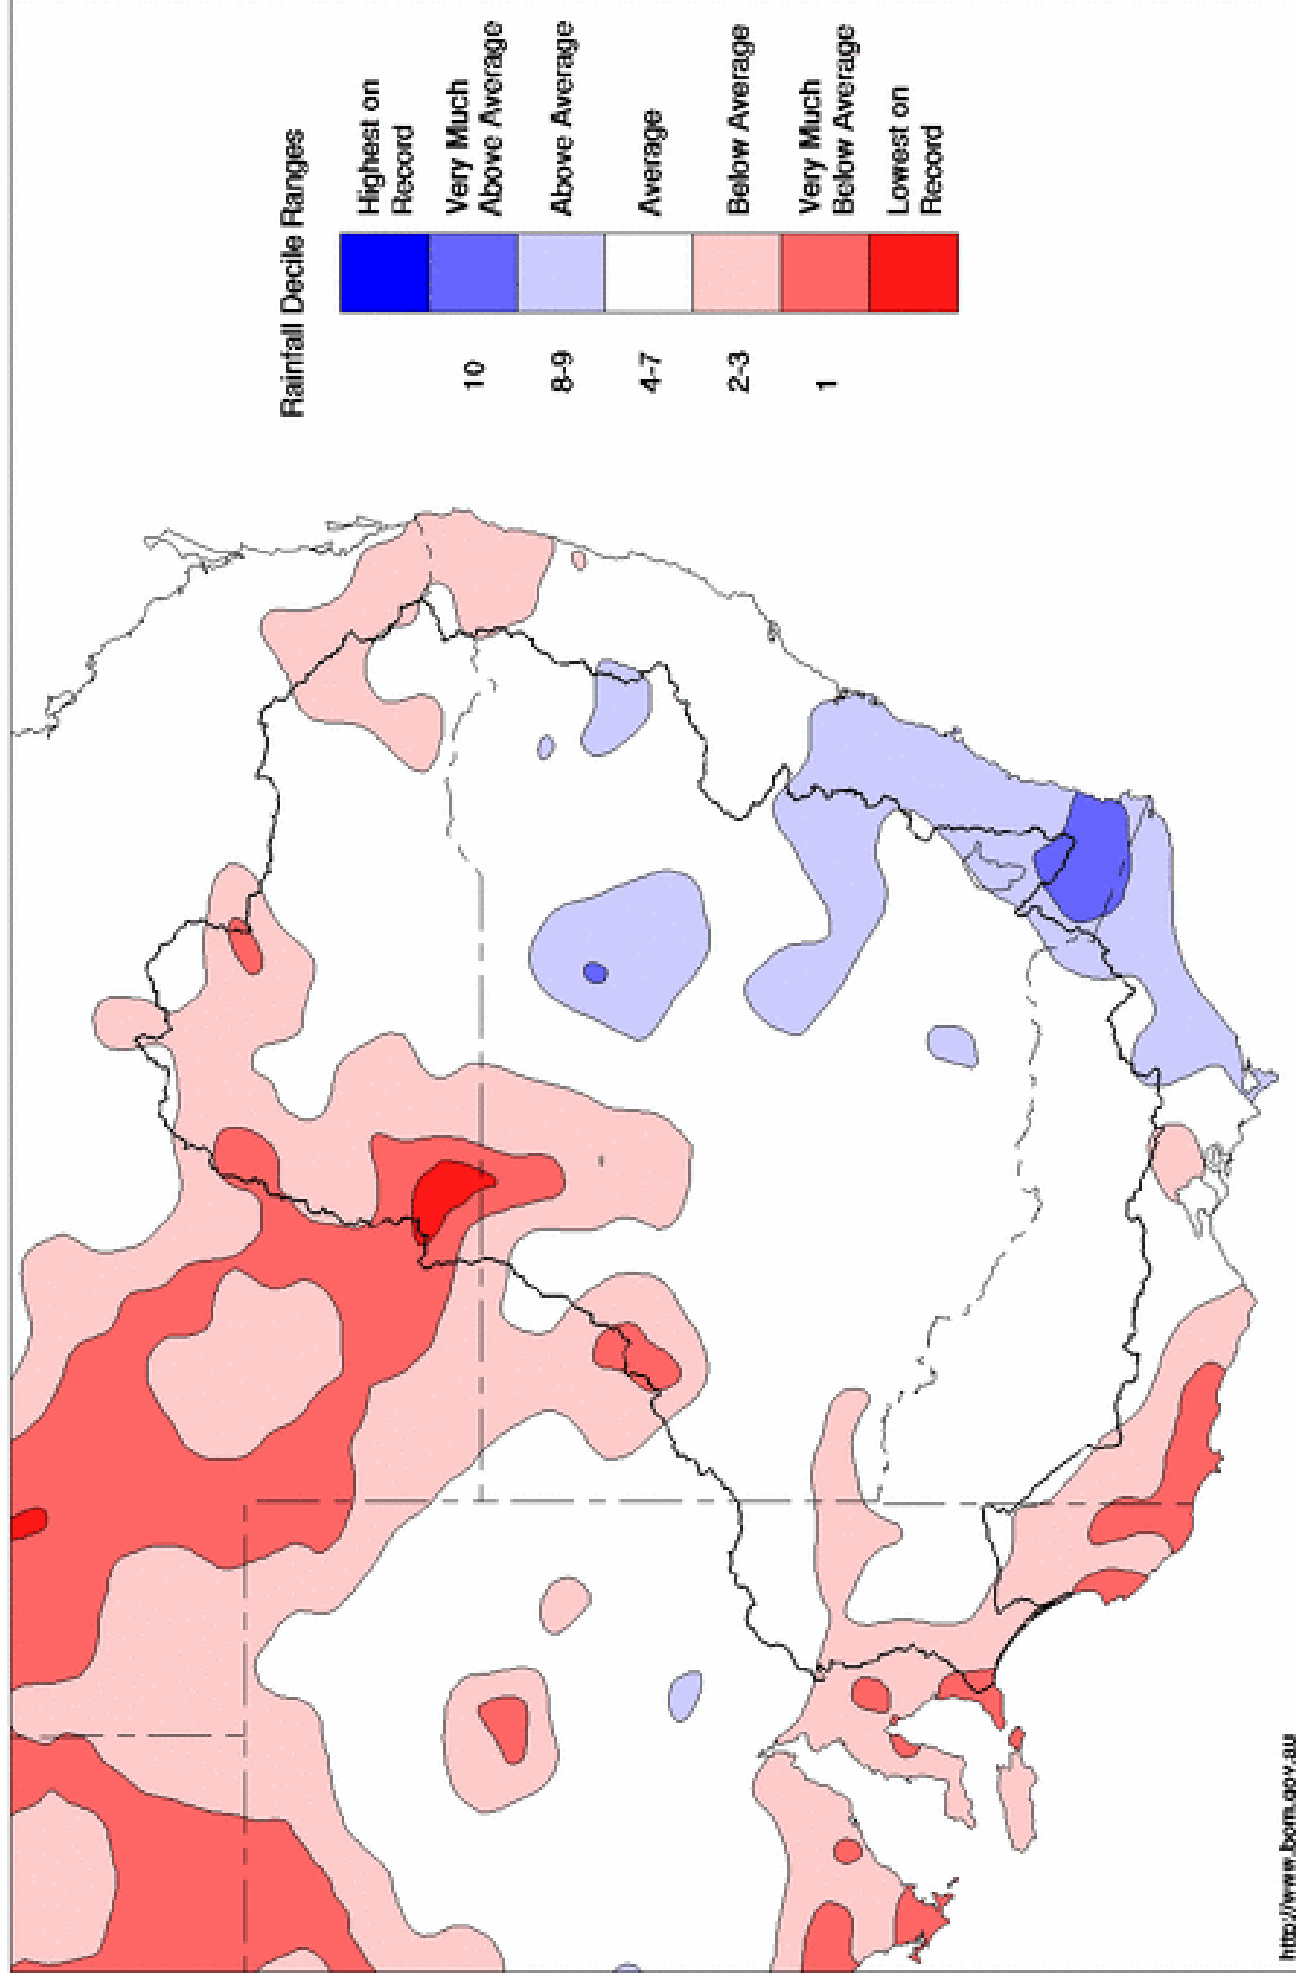 Rainfall Decile Ranges
Highest on
Record
10
Very Much
Above Average
8-9
Above Average
4-7
Average
2-3
Below Average
1
Very Much
Below Average
Lowest on
Record
http://www.bom.gov.au